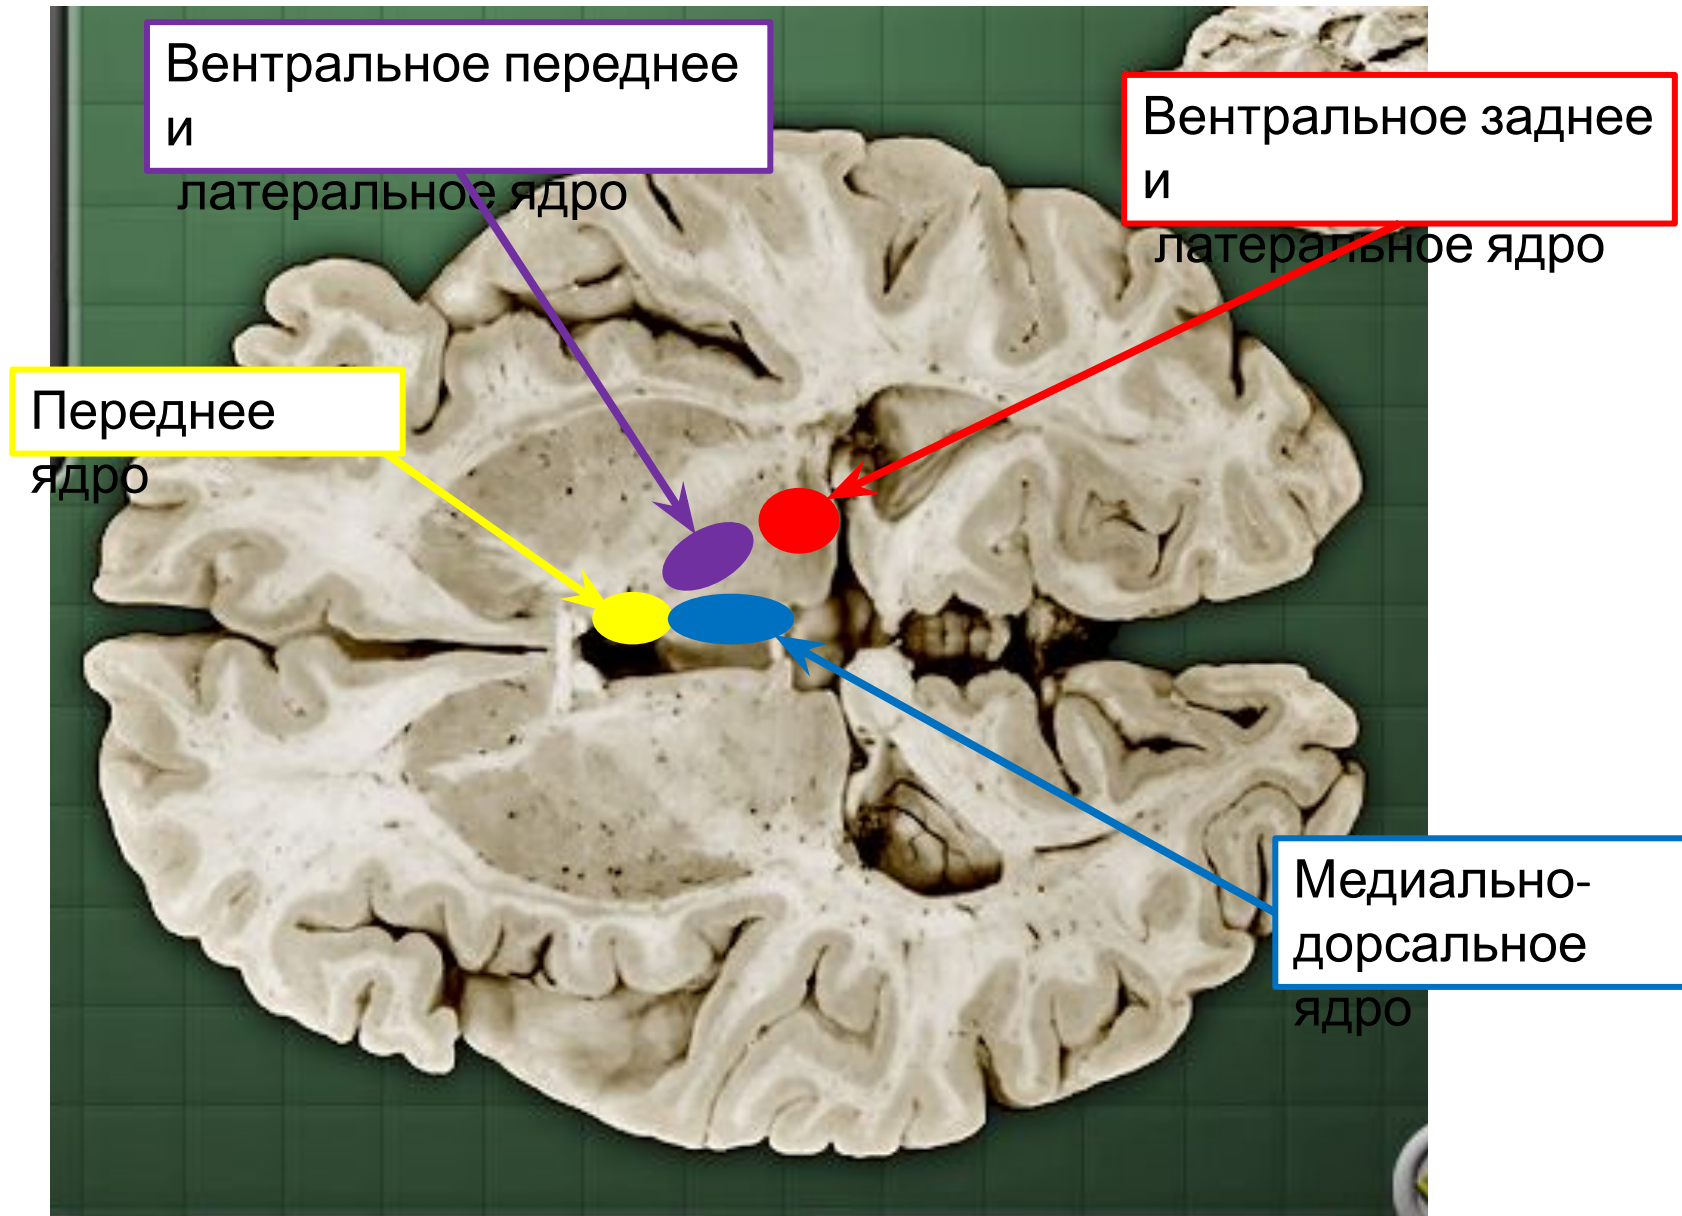 Вентральное переднее
и
латеральное ядро
Вентральное заднее
и
латеральное ядро
Переднее
ядро
Медиально-
дорсальное
ядро